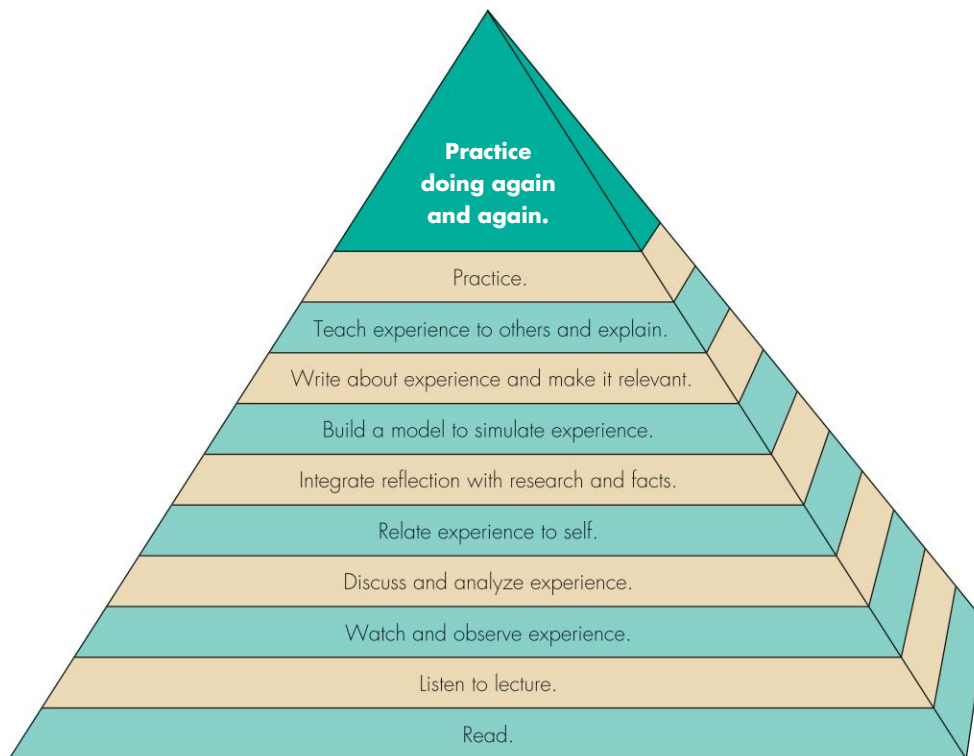 Practice
doing again
and again.
Practice.
Teach experience to others and explain.
Write about experience and make it relevant.
Build a model to simulate experience.
Integrate reflection with research and facts.
Relate experience to self.
Discuss and analyze experience.
Watch and observe experience.
Listen to lecture.
Read.